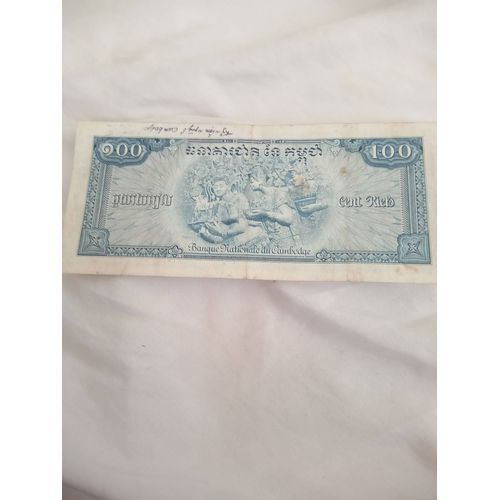 ធនាគារជាតិ នៃ កម្ពុជា
១០០
100
មួយរយរៀល
Cent Riels
Banque Nationale du Cambodge